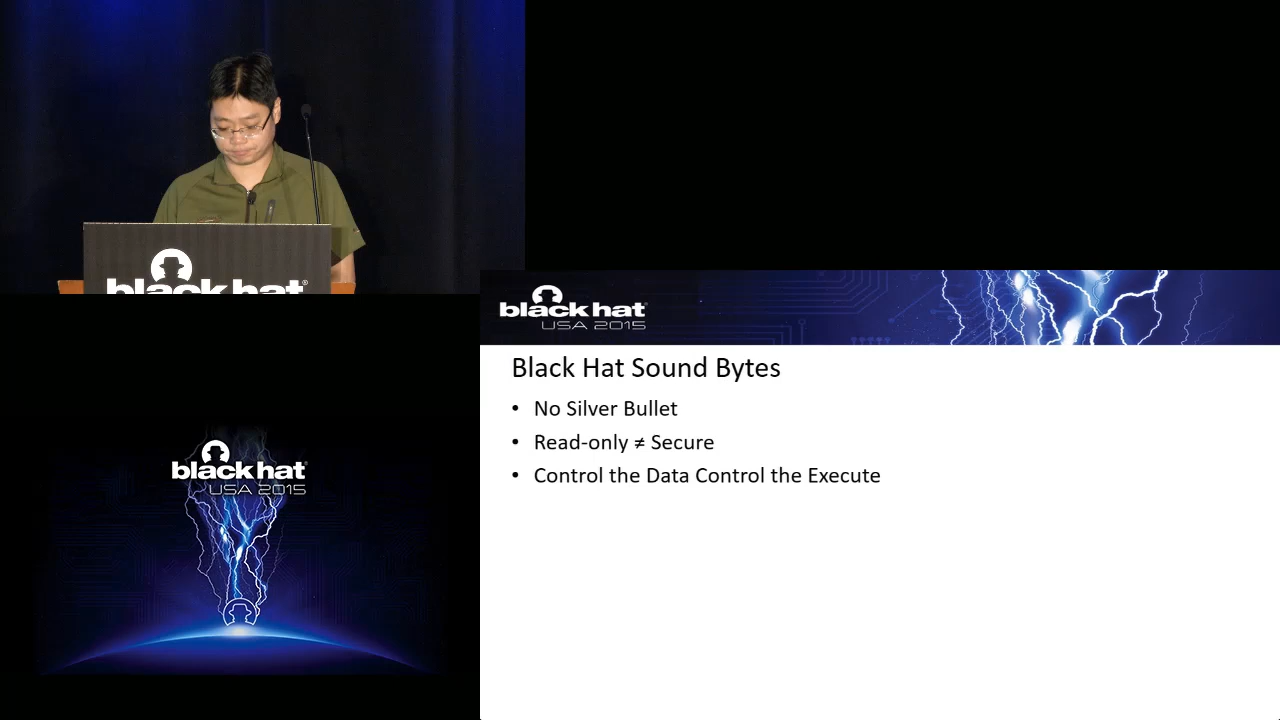 black hat
black hat
USA 2015
Black Hat Sound Bytes
• No Silver Bullet
• Read-only ≠ Secure
• Control the Data Control the Execute
black hat
USA 2015